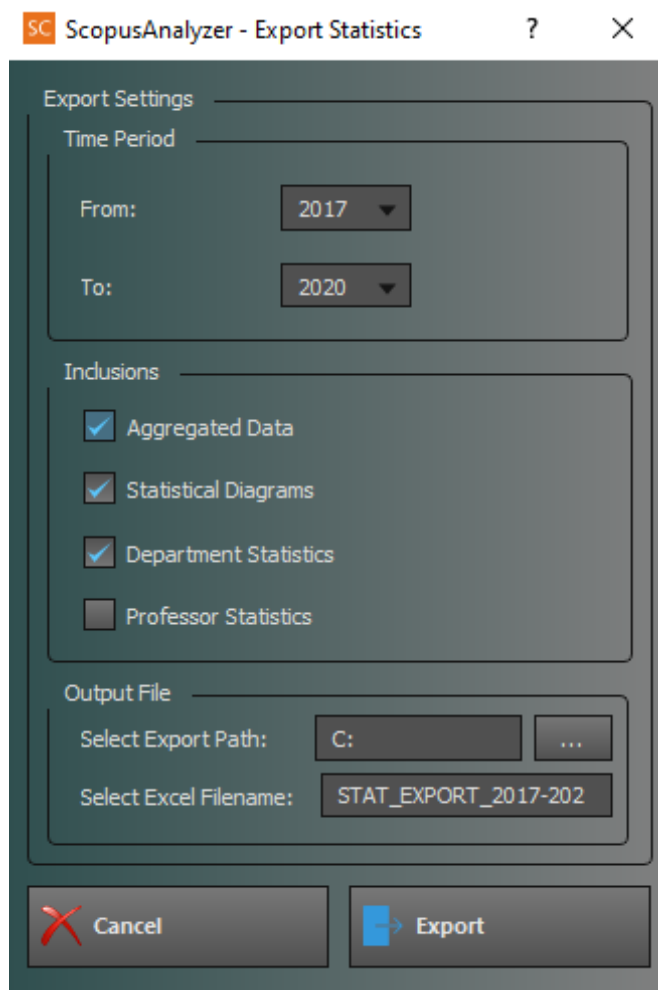 SC ScopusAnalyzer - Export Statistics ? ×
Export Settings
Time Period
From: 2017
To: 2020
Inclusions
Aggregated Data
Statistical Diagrams
Department Statistics
Professor Statistics
Output File
Select Export Path: C: ...
Select Excel Filename: STAT_EXPORT_2017-202
Cancel Export